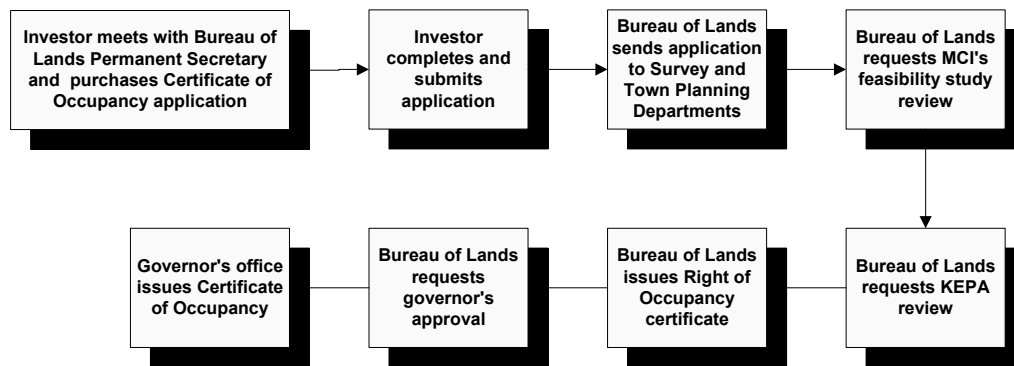 Investor meets with Bureau of
Lands Permanent Secretary
and purchases Certificate of
Occupancy application
Investor
completes and
submits
application
Bureau of Lands
sends application
to Survey and
Town Planning
Departments
Bureau of Lands
requests MCI's
feasibility study
review
Bureau of Lands
requests KEPA
review
Bureau of Lands
issues Right of
Occupancy
certificate
Bureau of Lands
requests
governor's
approval
Governor's office
issues Certificate
of Occupancy